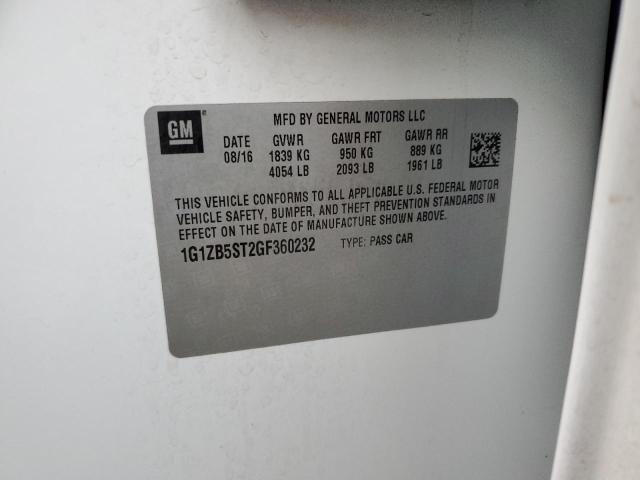 GM ®
MFD BY GENERAL MOTORS LLC
DATE GVWR GAWR FRT GAWR RR
08/16 1839 KG 950 KG 889 KG
4054 LB 2093 LB 1961 LB
THIS VEHICLE CONFORMS TO ALL APPLICABLE U.S. FEDERAL MOTOR
VEHICLE SAFETY, BUMPER, AND THEFT PREVENTION STANDARDS IN
EFFECT ON THE DATE OF MANUFACTURE SHOWN ABOVE.
1G1ZB5ST2GF360232 TYPE: PASS CAR